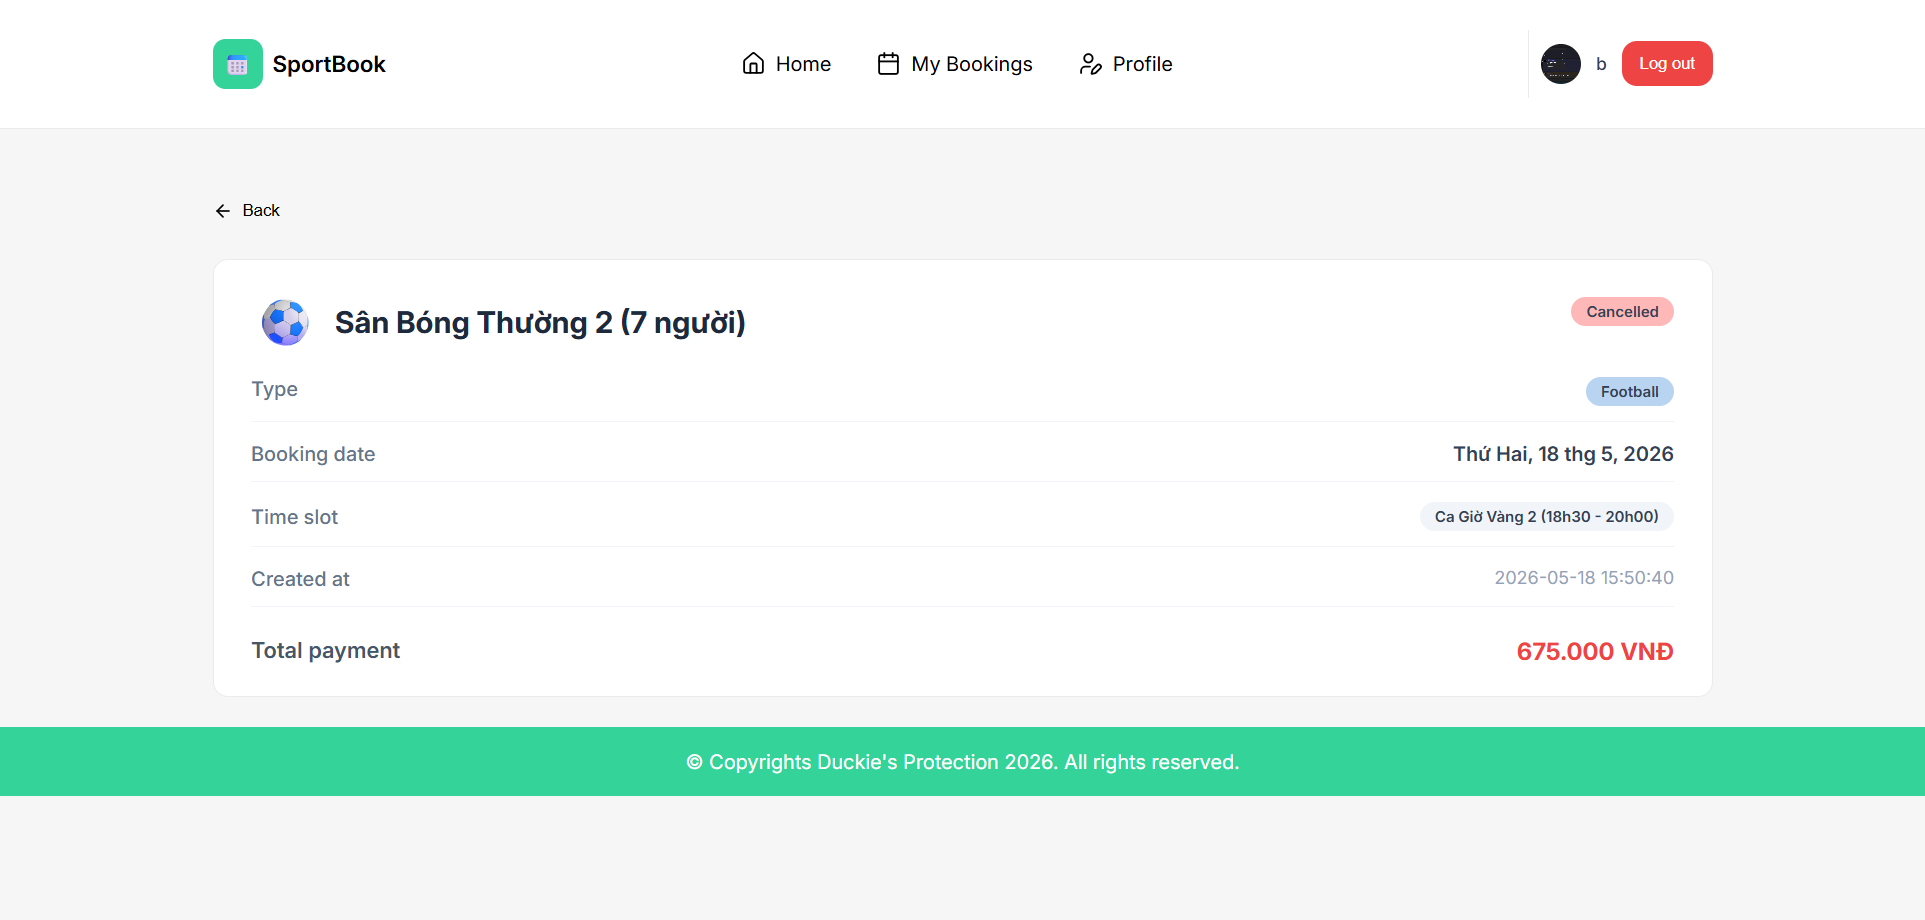 SportBook
Home
My Bookings
Profile
b
Log out
Back
Sân Bóng Thường 2 (7 người)
Cancelled
Type
Football
Booking date
Thứ Hai, 18 thg 5, 2026
Time slot
Ca Giờ Vàng 2 (18h30 - 20h00)
Created at
2026-05-18 15:50:40
Total payment
675.000 VNĐ
© Copyrights Duckie's Protection 2026. All rights reserved.